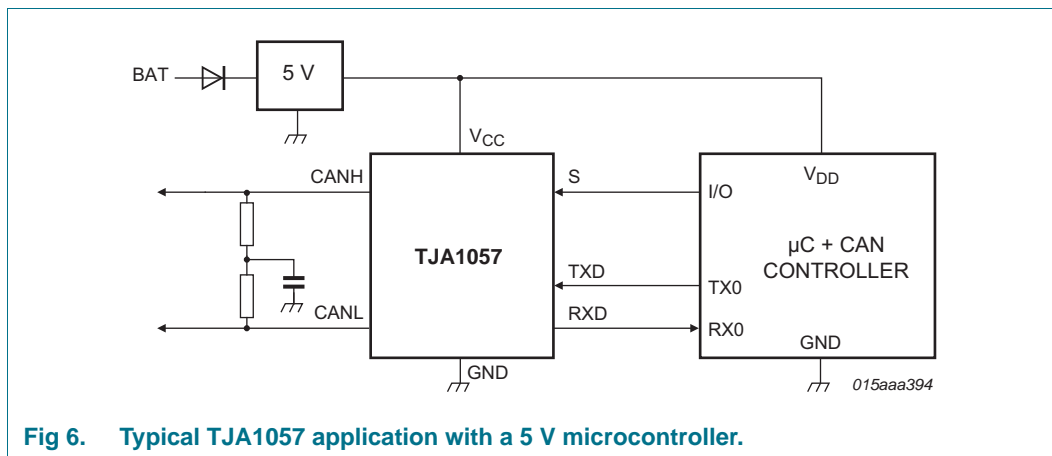 BAT
5 V
VCC
CANH
S
I/O
VDD
TJA1057
µC + CAN
CONTROLLER
TXD
TX0
CANL
RXD
RX0
GND
GND
015aaa394
Fig 6. Typical TJA1057 application with a 5 V microcontroller.